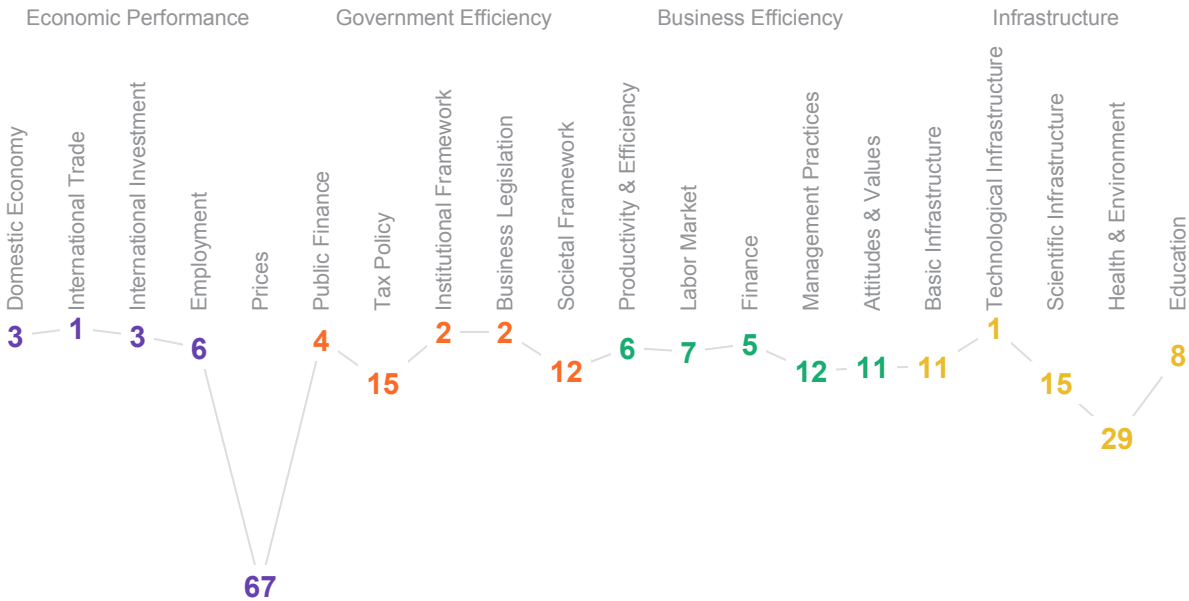 Economic Performance
Government Efficiency
Business Efficiency
Infrastructure
Domestic Economy
International Trade
International Investment
Employment
Prices
Public Finance
Tax Policy
Institutional Framework
Business Legislation
Societal Framework
Productivity & Efficiency
Labor Market
Finance
Management Practices
Attitudes & Values
Basic Infrastructure
Technological Infrastructure
Scientific Infrastructure
Health & Environment
Education
3
1
3
6
67
4
15
2
2
12
6
7
5
12
11
11
1
15
29
8